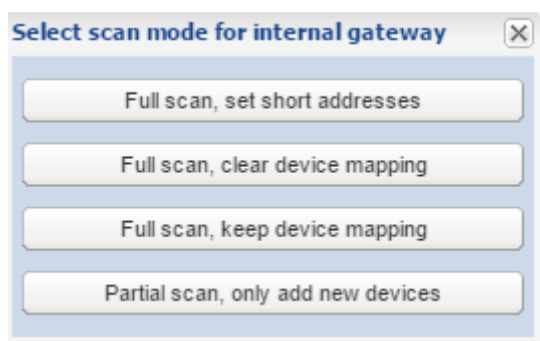 Select scan mode for internal gateway
Full scan, set short addresses
Full scan, clear device mapping
Full scan, keep device mapping
Partial scan, only add new devices